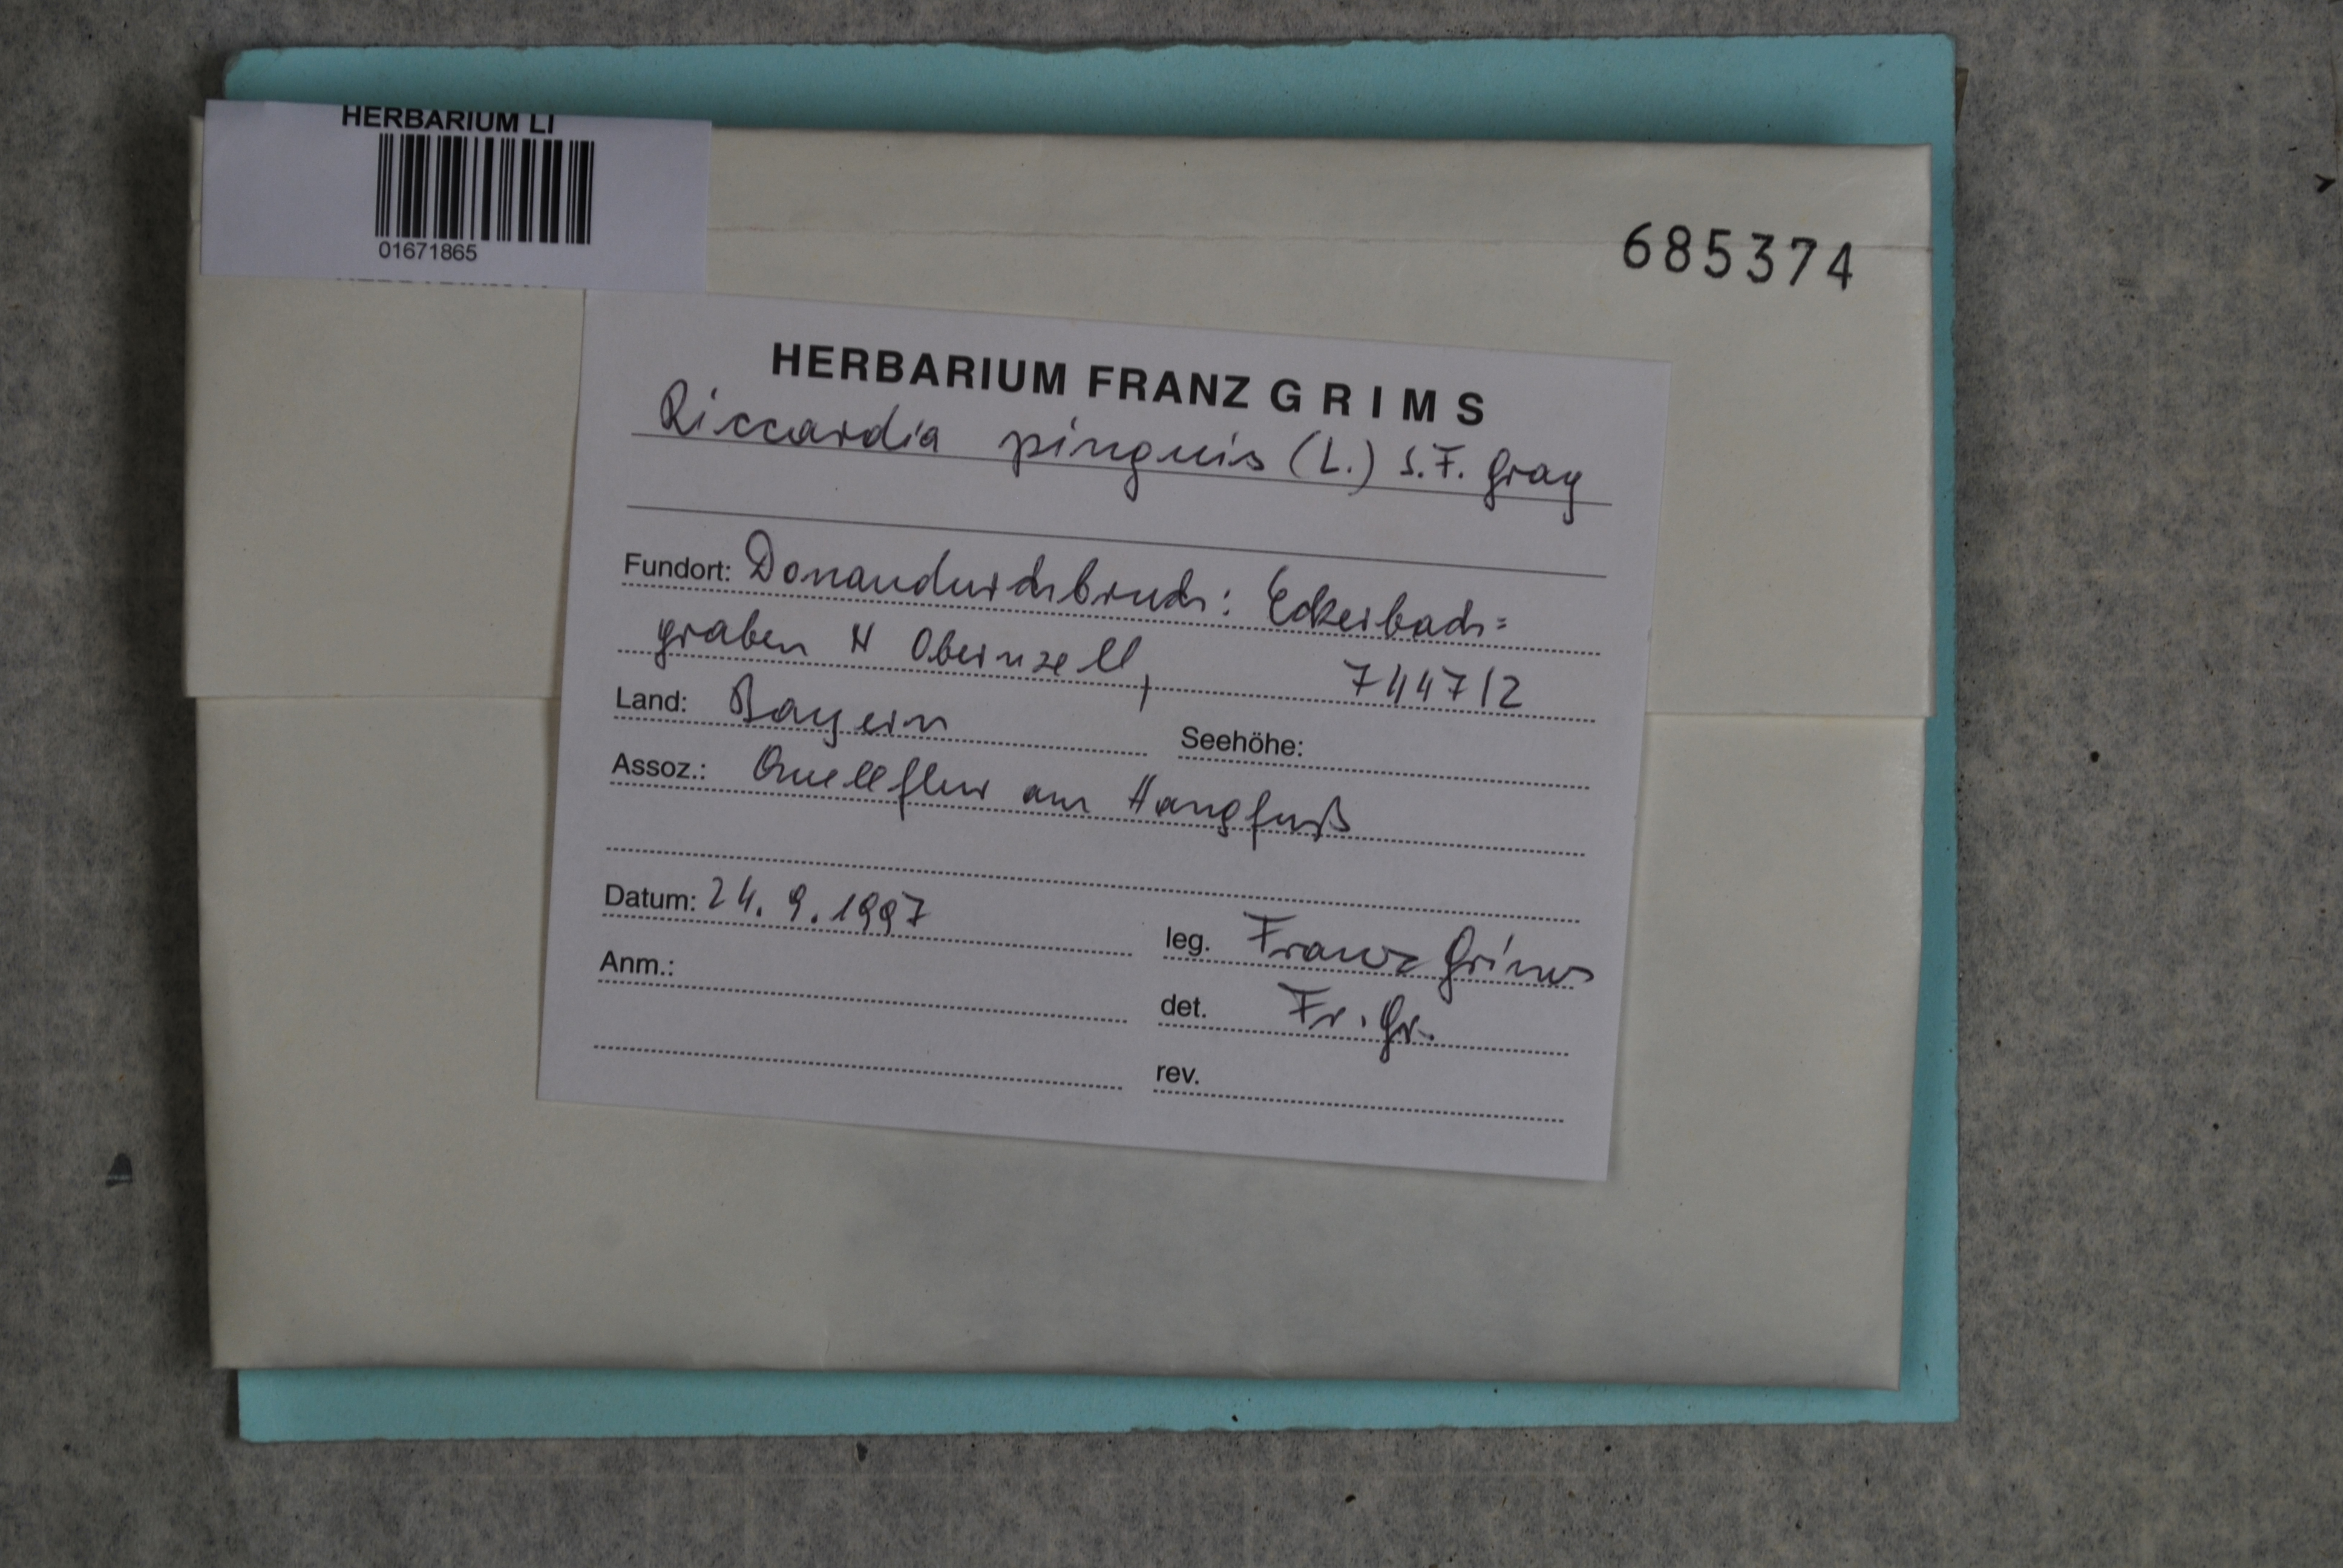 HERBARIUM LI
01671865
685374
HERBARIUM FRANZ GRIMS
Riccardia pinguis (L.) S.F. Gray
Fundort: Donaudurchbruch: Eckerbach=
graben N Obernzell, 7447/2
Land: Bayern Seehöhe:
Assoz.: Quellflur am Hangfuß
Datum: 24.9.1997
leg. Franz Grims
Anm.:
det. Fr. Gr.
rev.